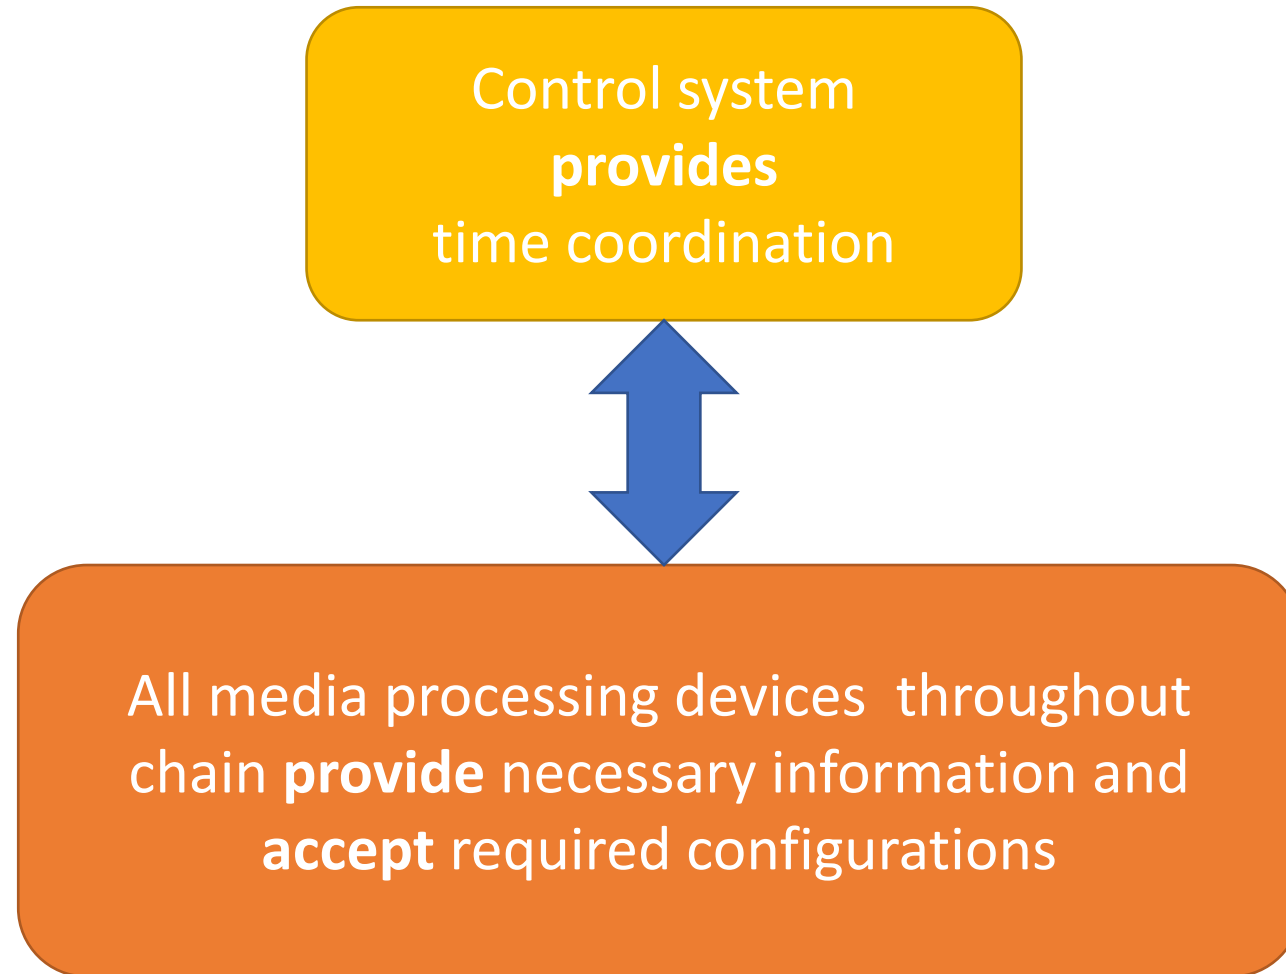 Control system
provides
time coordination
All media processing devices  throughout
chain provide necessary information and
accept required configurations